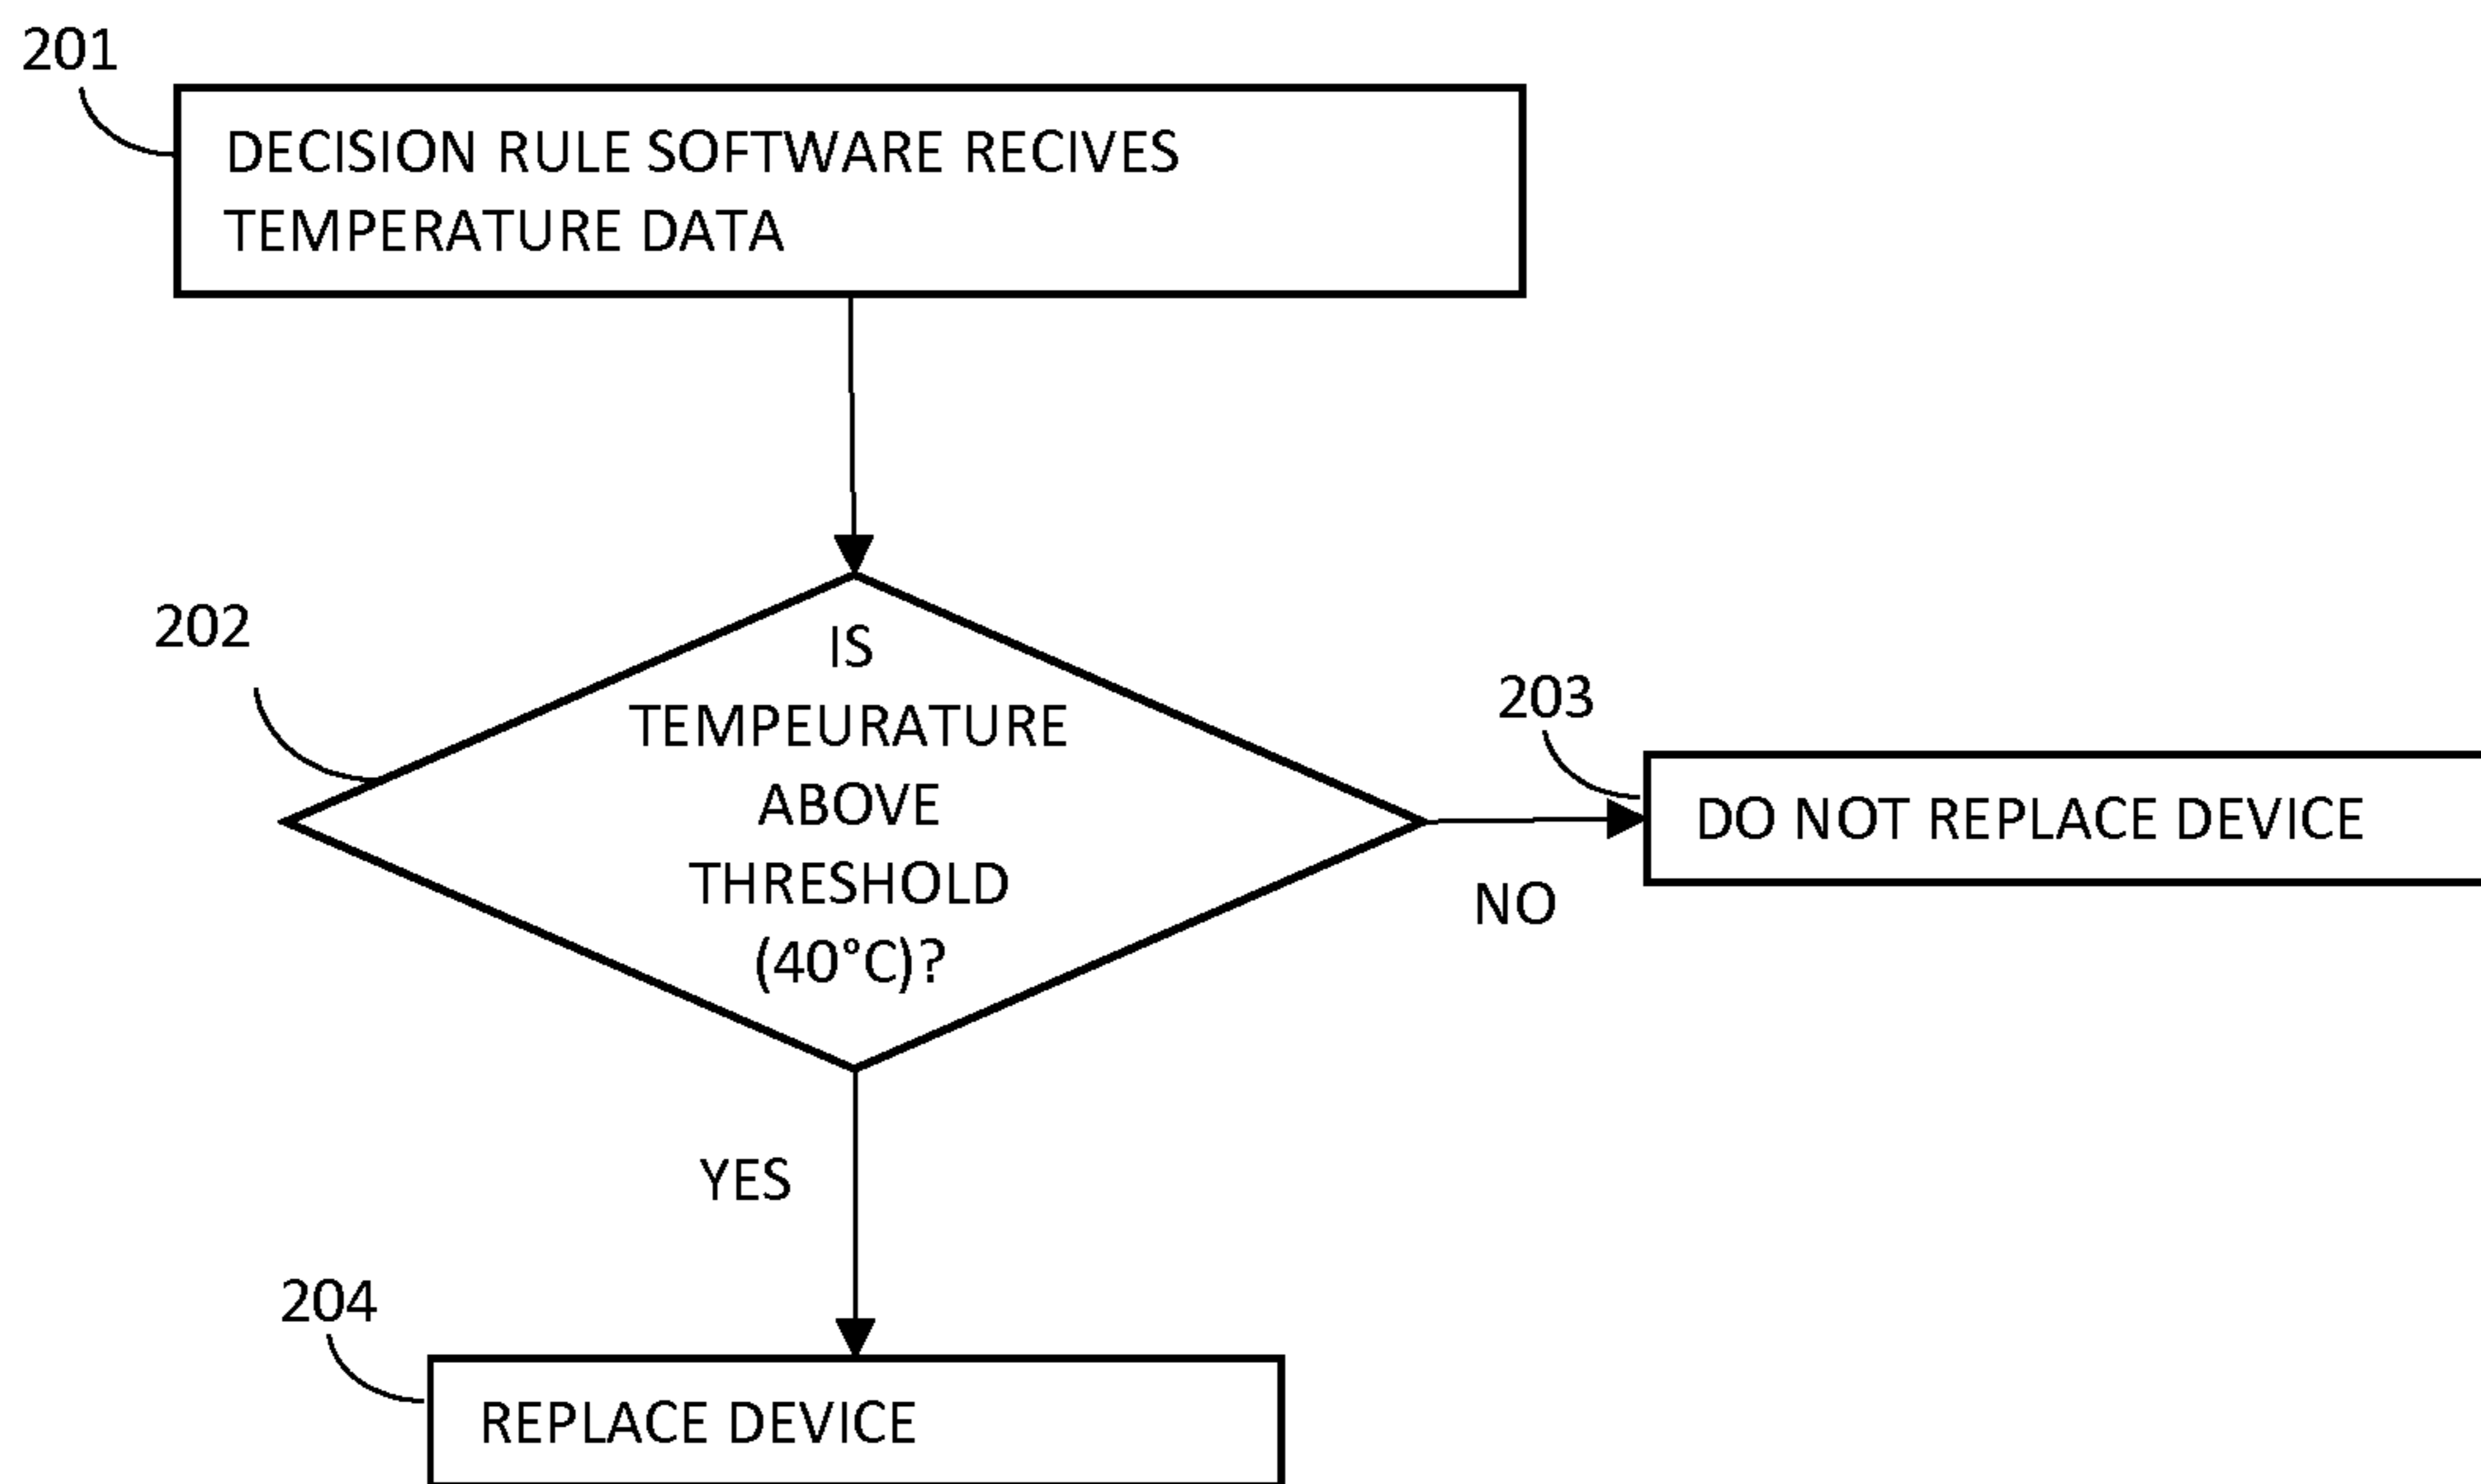 201
DECISION RULE SOFTWARE RECIVES
TEMPERATURE DATA
202
IS
TEMPEURATURE
ABOVE
THRESHOLD
(40°C)?
203
DO NOT REPLACE DEVICE
NO
YES
204
REPLACE DEVICE